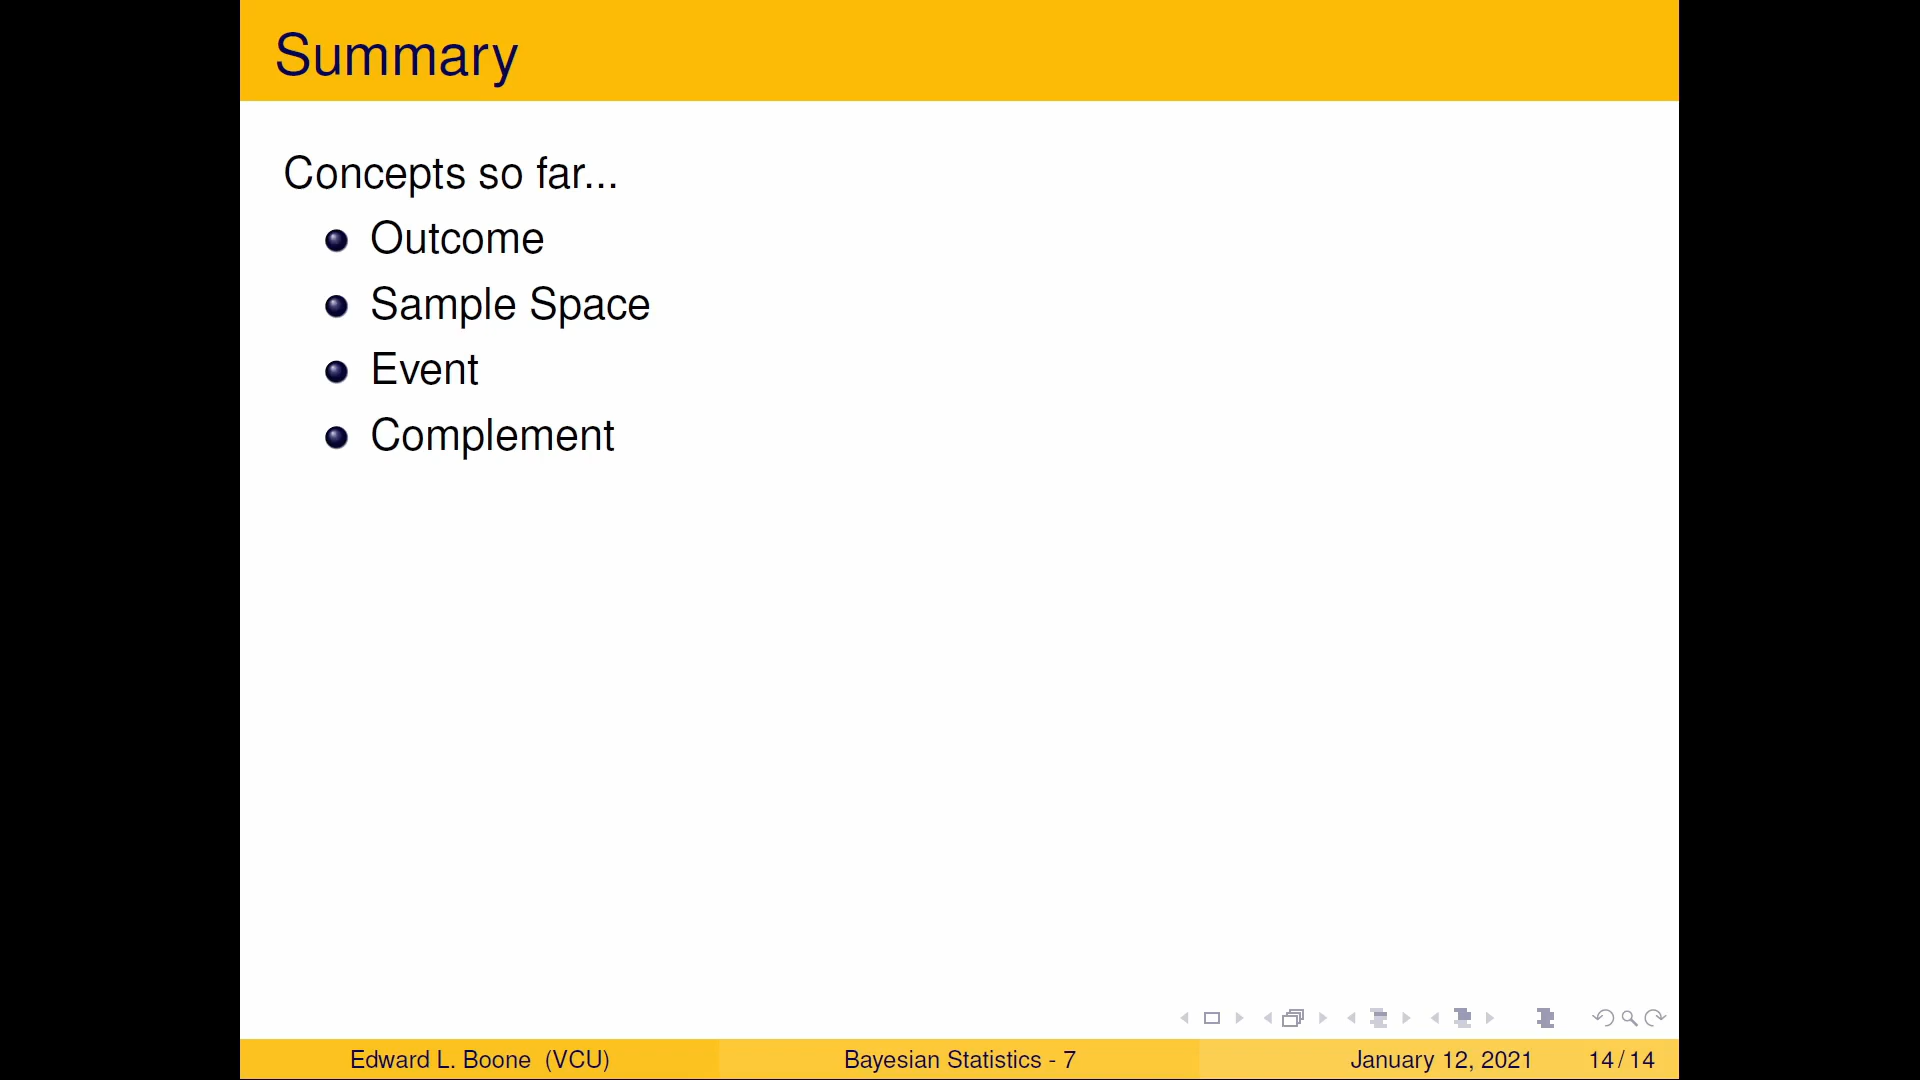 Summary
Concepts so far...
Outcome
Sample Space
Event
Complement
Edward L. Boone (VCU) Bayesian Statistics - 7 January 12, 2021 14/14